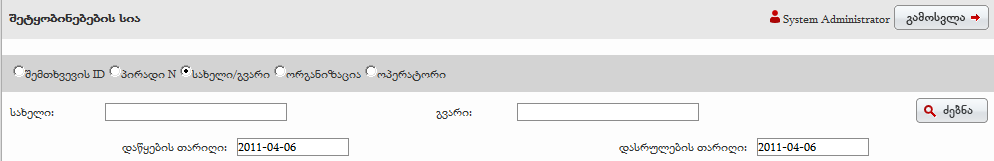 შეტყობინებების სია System Administrator გამოსვლა
შემთხვევის ID პირადი N სახელი/გვარი ორგანიზაცია ოპერატორი
სახელი: გვარი: ძებნა
დაწყების თარიღი: 2011-04-06 დასრულების თარიღი: 2011-04-06